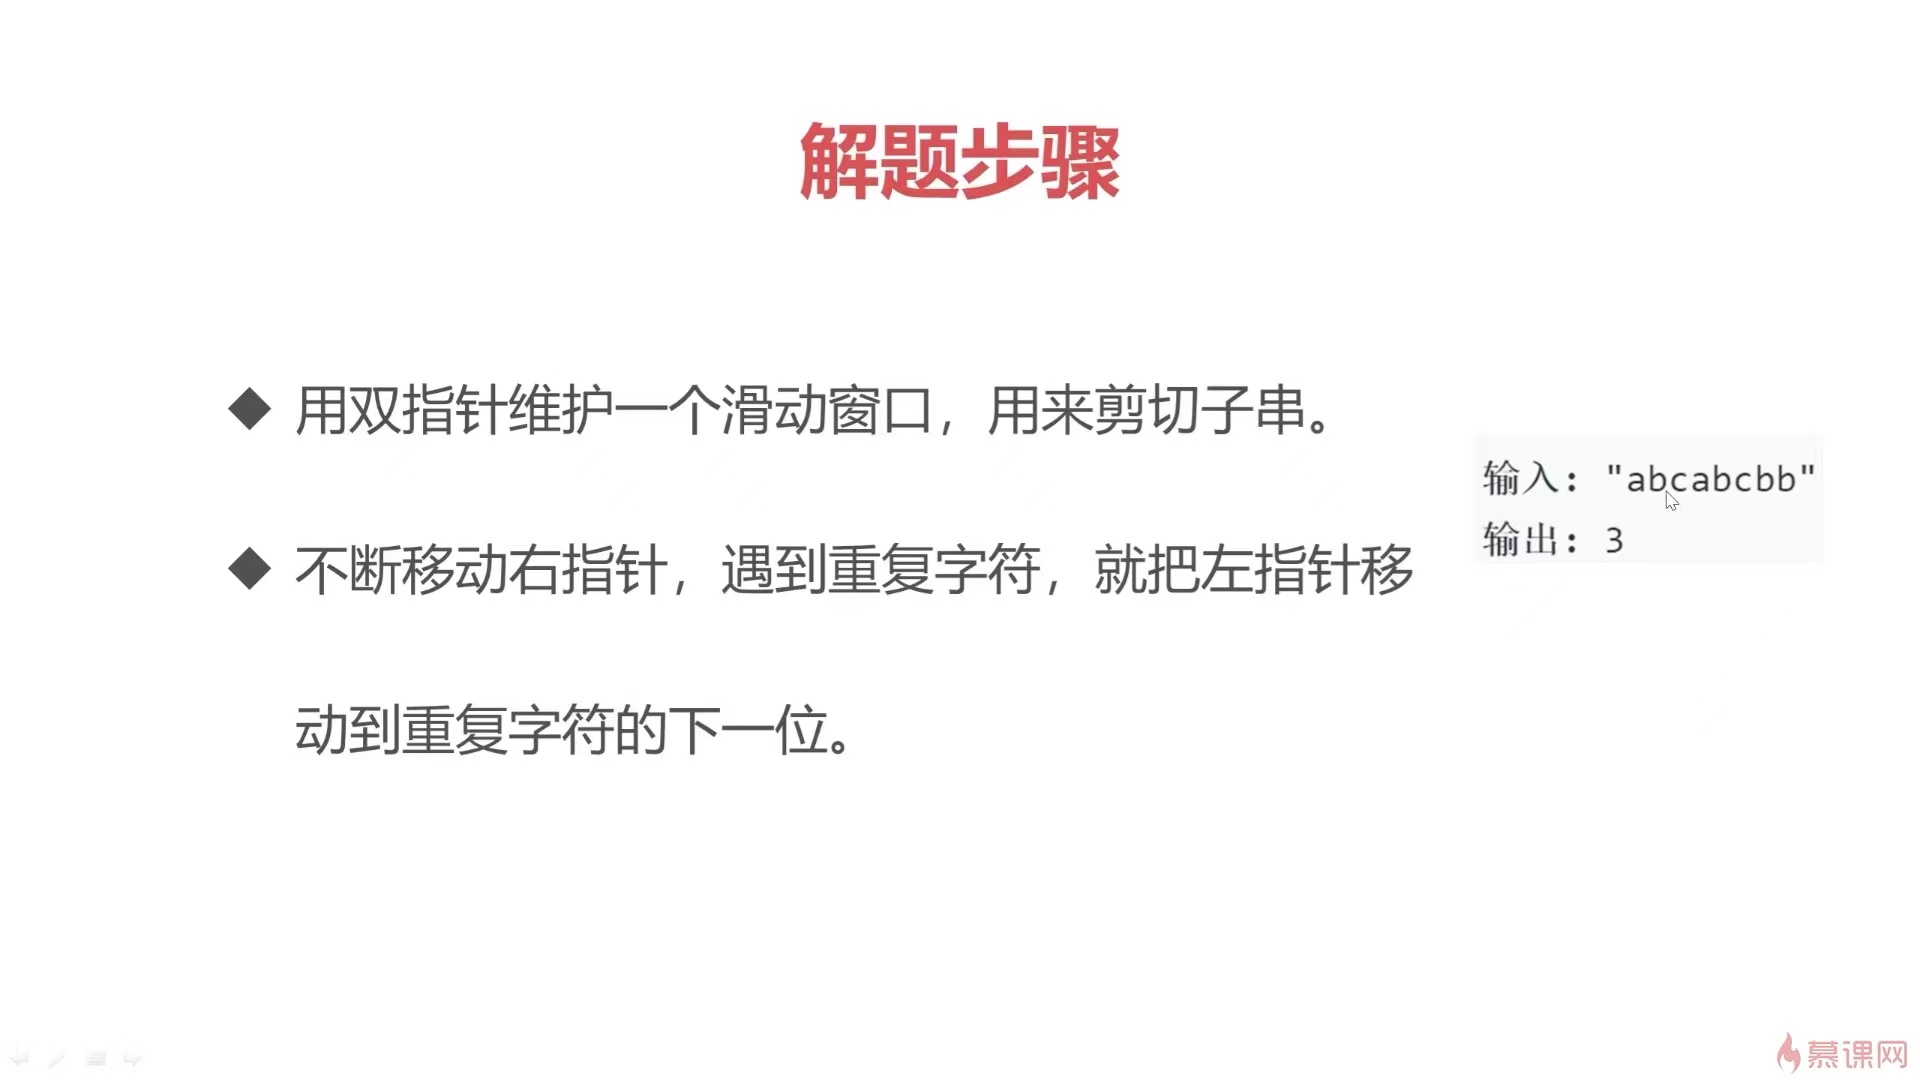 解题步骤
◆ 用双指针维护一个滑动窗口，用来剪切子串。
◆ 不断移动右指针，遇到重复字符，就把左指针移
动到重复字符的下一位。
输入: "abcabcbb"
输出: 3
慕课网